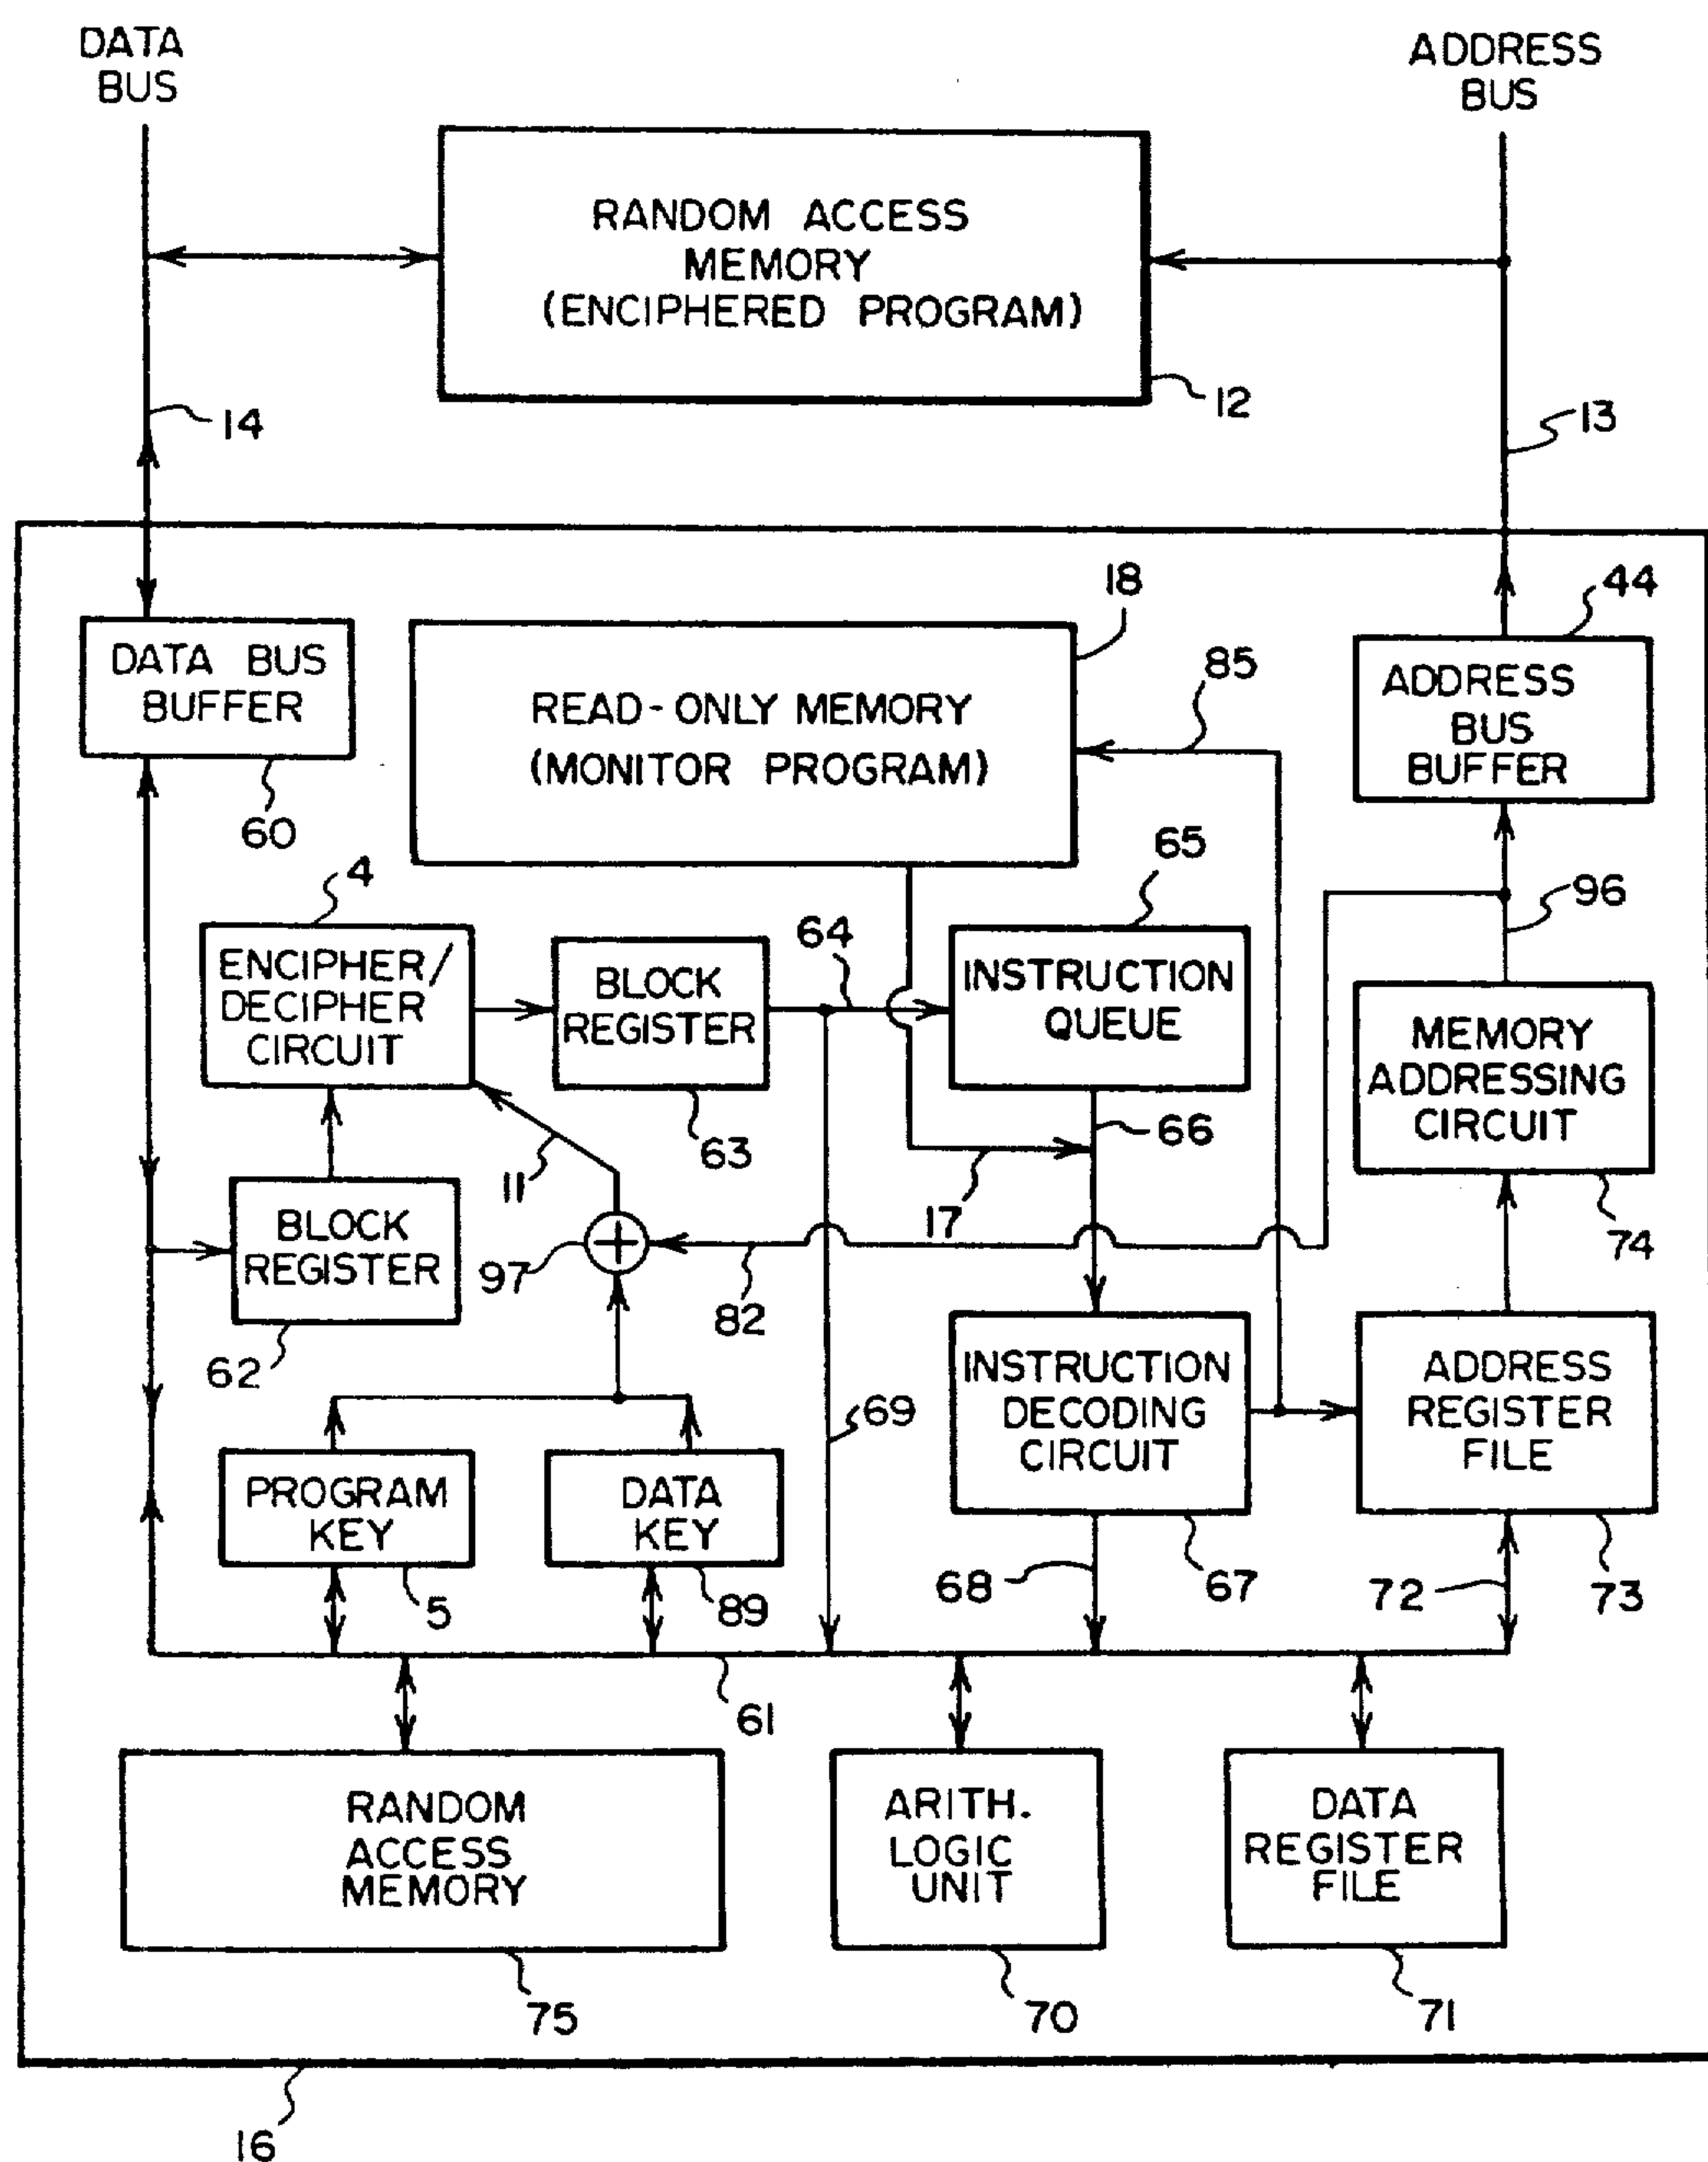 DATA
BUS
ADDRESS
BUS
RANDOM ACCESS
MEMORY
(ENCIPHERED PROGRAM)
12
14
13
DATA BUS
BUFFER
60
READ-ONLY MEMORY
(MONITOR PROGRAM)
18
85
44
ADDRESS
BUS
BUFFER
4
ENCIPHER/
DECIPHER
CIRCUIT
BLOCK
REGISTER
63
64
65
INSTRUCTION
QUEUE
66
96
MEMORY
ADDRESSING
CIRCUIT
74
11
17
BLOCK
REGISTER
62
97
82
PROGRAM
KEY
5
DATA
KEY
89
69
INSTRUCTION
DECODING
CIRCUIT
68
67
ADDRESS
REGISTER
FILE
72
73
61
RANDOM
ACCESS
MEMORY
75
ARITH.
LOGIC
UNIT
70
DATA
REGISTER
FILE
71
16